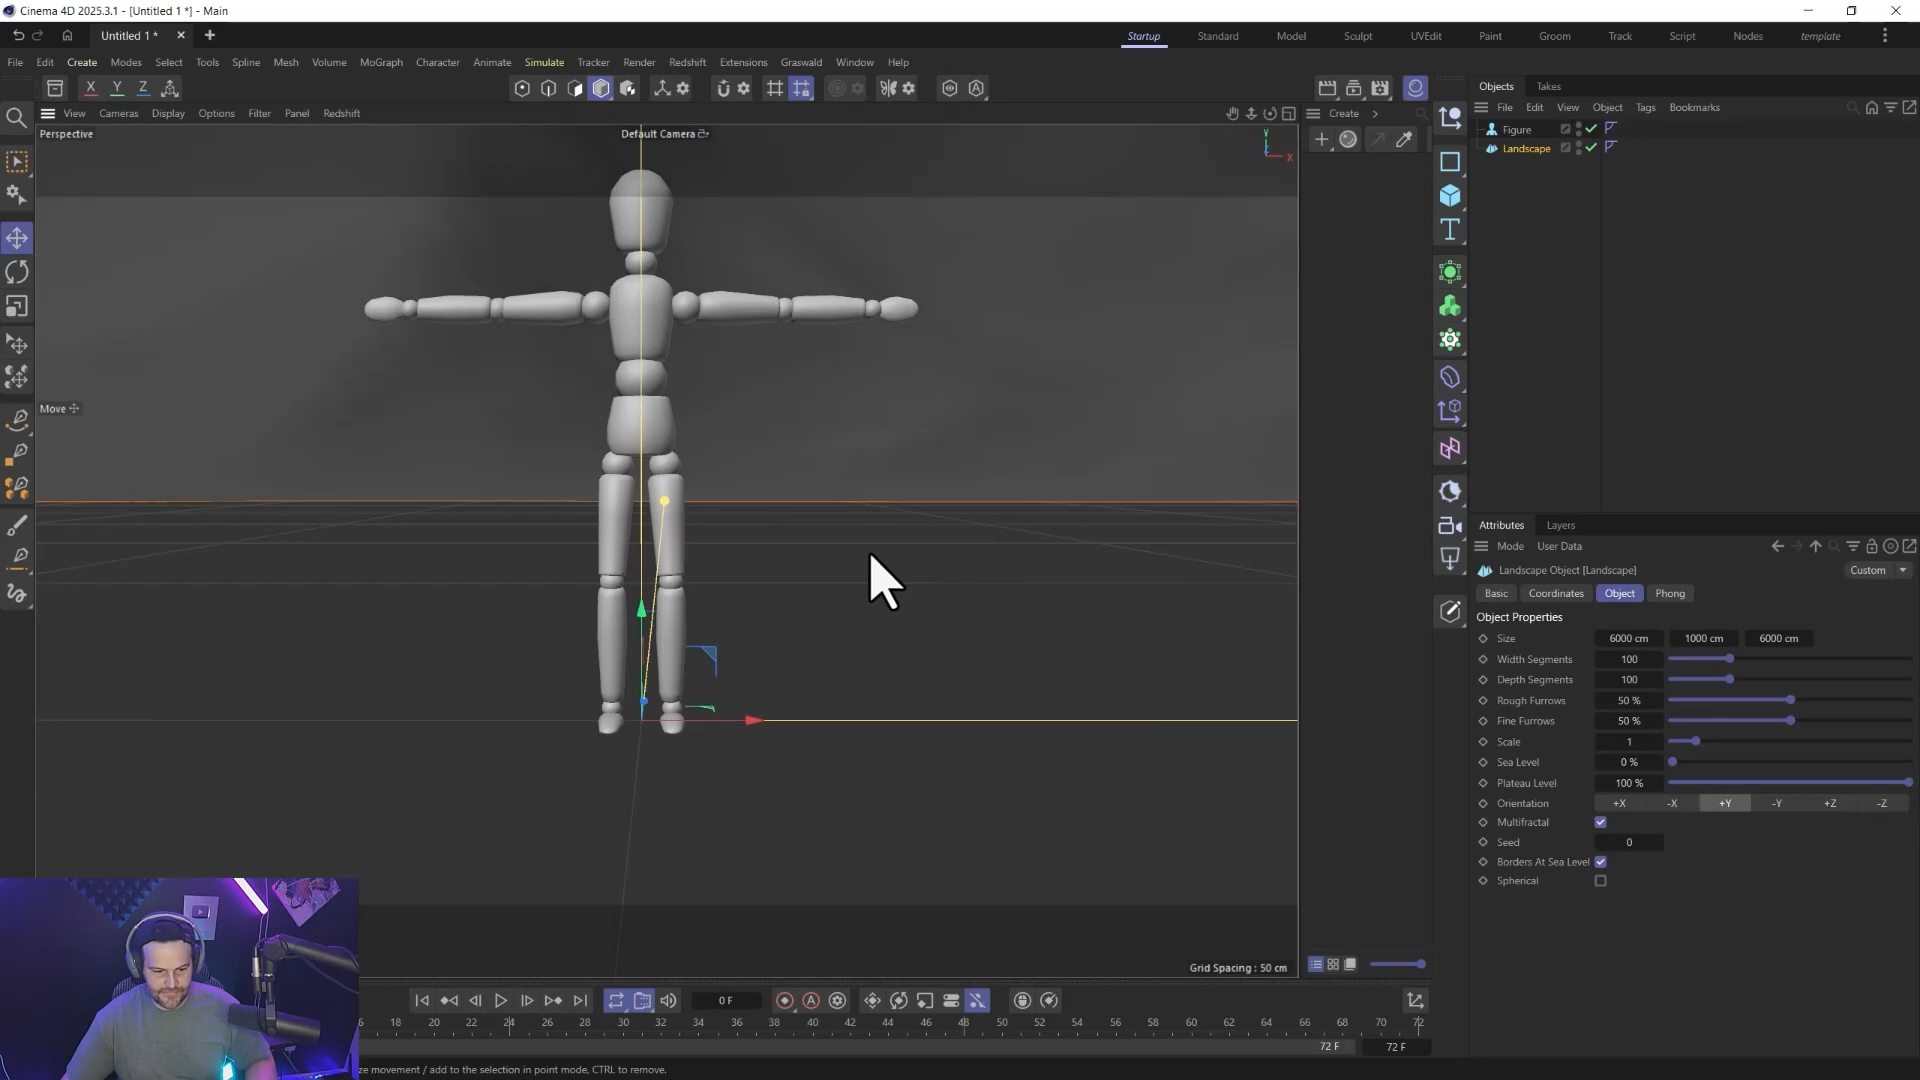 Cinema 4D 2025.3.1 - [Untitled 1 *] - Main
Untitled 1 *
Startup Standard Model Sculpt UVEdit Paint Groom Track Script Nodes template
File Edit Create Modes Select Tools Spline Mesh Volume MoGraph Character Animate Simulate Tracker Render Redshift Extensions Graswald Window Help
X Y Z
Objects Takes
View Cameras Display Options Filter Panel Redshift
Create
File Edit View Object Tags Bookmarks
Perspective
Default Camera
Y
Z
X
Figure
Landscape
Move
Attributes Layers
Mode User Data
Landscape Object [Landscape]
Custom
Basic Coordinates Object Phong
Object Properties
Size 6000 cm 1000 cm 6000 cm
Width Segments 100
Depth Segments 100
Rough Furrows 50 %
Fine Furrows 50 %
Scale 1
Sea Level 0 %
Plateau Level 100 %
Orientation +X -X +Y -Y +Z -Z
Multifractal
Seed 0
Borders At Sea Level
Spherical
Grid Spacing : 50 cm
0 F
18 20 22 24 26 28 30 32 34 36 38 40 42 44 46 48 50 52 54 56 58 60 62 64 66 68 70 72
72 F 72 F
ze movement / add to the selection in point mode, CTRL to remove.